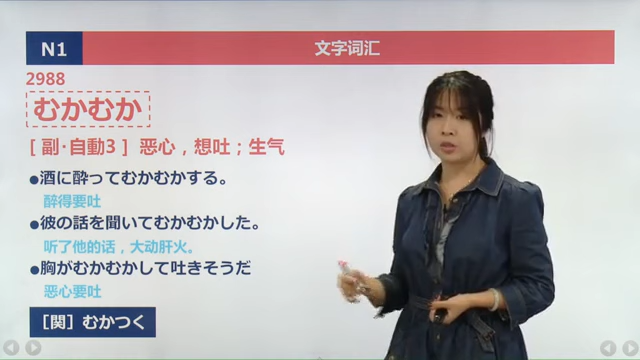 N1
文字词汇
2988
むかむか
[ 副·自動3 ] 恶心，想吐；生气
●酒に酔ってむかむかする。
醉得要吐
●彼の話を聞いてむかむかした。
听了他的话，大动肝火。
●胸がむかむかして吐きそうだ
恶心要吐
［関］むかつく